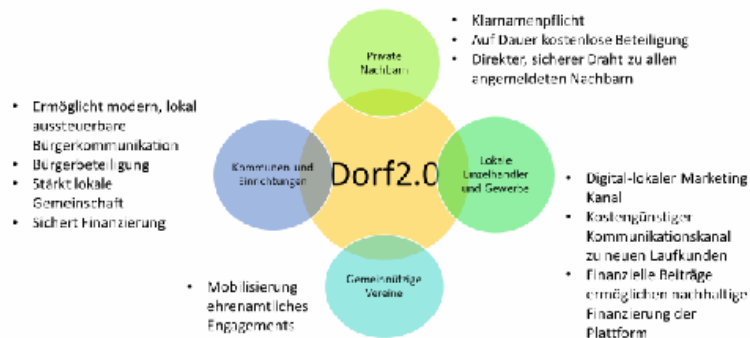 Private
Nachbarn
• Klarnamenpflicht
• Auf Dauer kostenlose Beteiligung
• Direkter, sicherer Draht zu allen
angemeldeten Nachbarn
• Ermöglicht modern, lokal
aussteuerbare
Bürgerkommunikation
• Bürgerbeteiligung
• Stärkt lokale
Gemeinschaft
• Sichert Finanzierung
Kommunen und
Einrichtungen
Dorf2.0
Lokale
Einzelhändler
und Gewerbe
• Digital-lokaler Marketing
Kanal
• Kostengünstiger
Kommunikationskanal
zu neuen Laufkunden
• Finanzielle Beiträge
ermöglichen nachhaltige
Finanzierung der
Plattform
Gemeinnützige
Vereine
• Mobilisierung
ehrenamtliches
Engagements